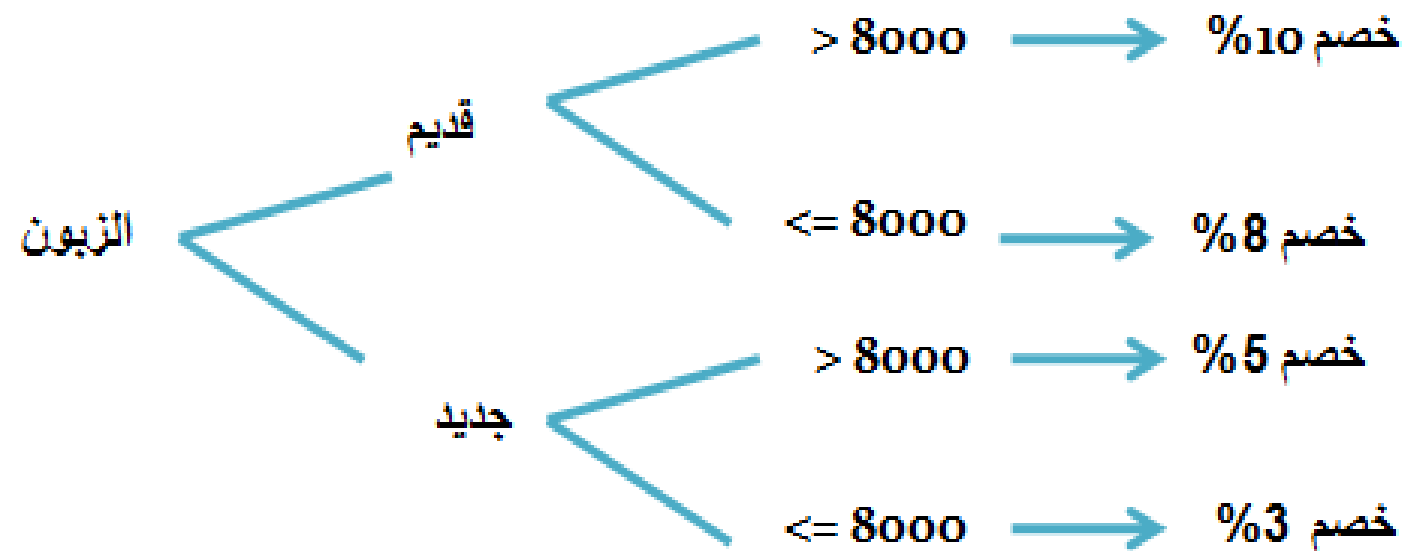 > 8000 خصم 10%
قديم
<= 8000 خصم 8%
الزبون
> 8000 خصم 5%
جديد
<= 8000 خصم 3%